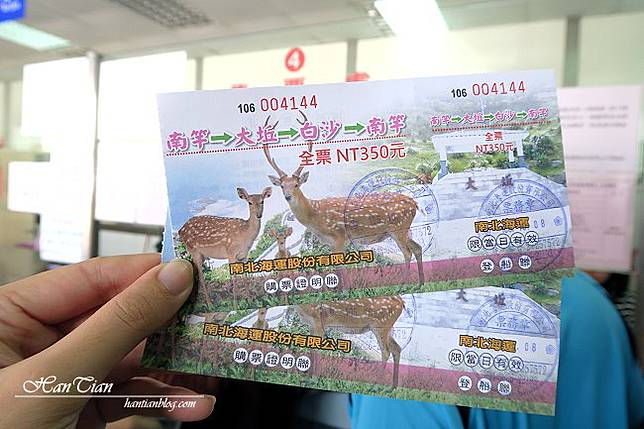 4
106 004144
106 004144
南竿→大坵→白沙→南竿
南竿→大坵→白沙→南竿
全票 NT350元
全票
NT350元
大坵
南北海運股份有限公司
購票證明聯
南北海運
限當日有效
登船聯
南北海運股份有限公司
購票證明聯
南北海運
限當日有效
登船聯
HanTian
hantianblog.com